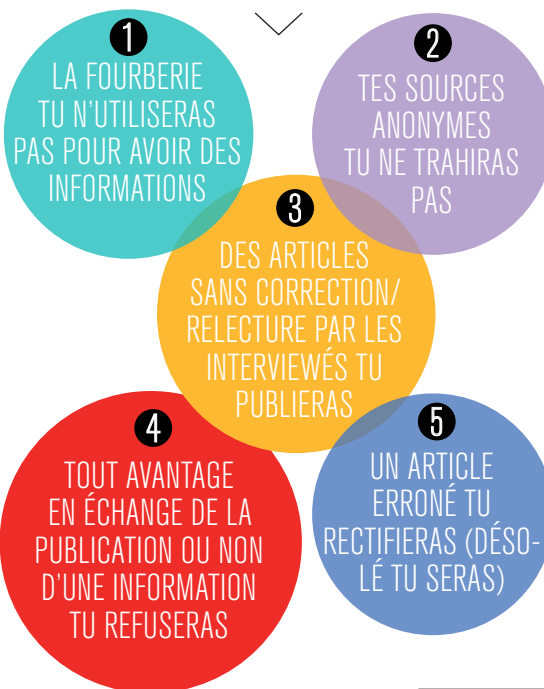 1
LA FOURBERIE
TU N'UTILISERAS
PAS POUR AVOIR DES
INFORMATIONS
2
TES SOURCES
ANONYMES
TU NE TRAHIRAS
PAS
3
DES ARTICLES
SANS CORRECTION/
RELECTURE PAR LES
INTERVIEWÉS TU
PUBLIERAS
4
TOUT AVANTAGE
EN ÉCHANGE DE LA
PUBLICATION OU NON
D'UNE INFORMATION
TU REFUSERAS
5
UN ARTICLE
ERRONÉ TU
RECTIFIERAS (DÉSO-
LÉ TU SERAS)